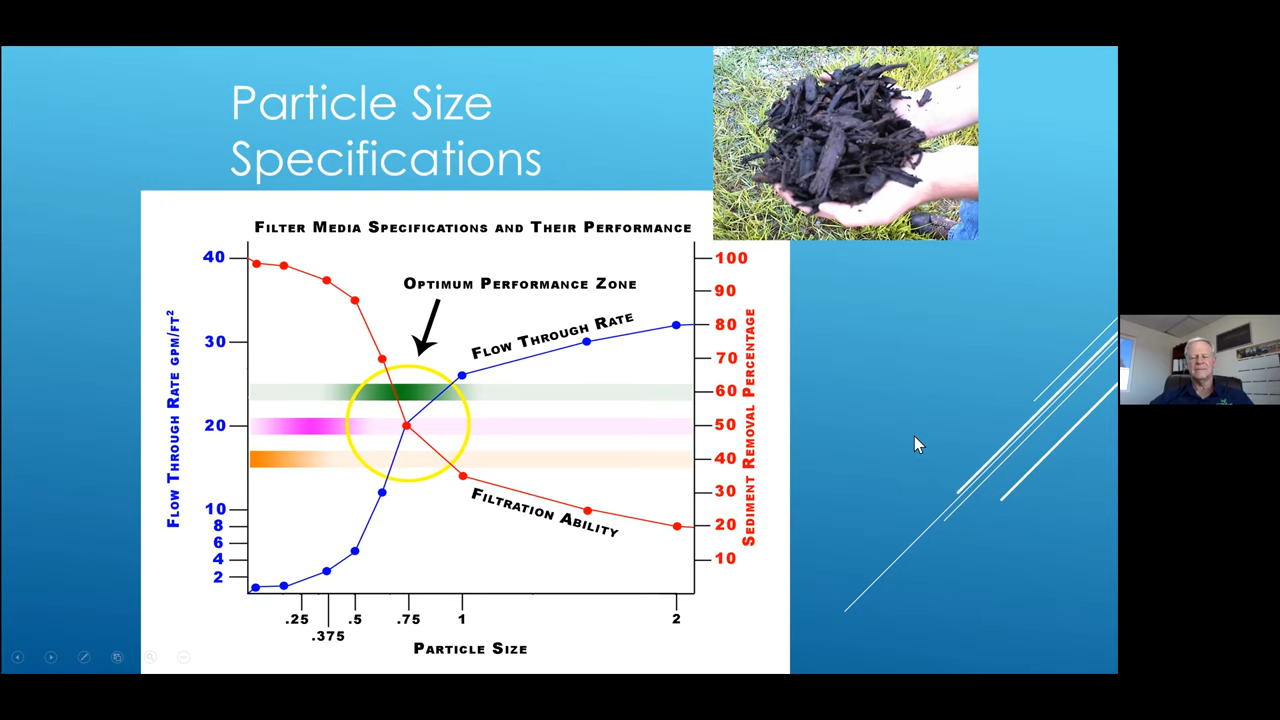 Particle Size
Specifications
Filter Media Specifications and Their Performance
Optimum Performance Zone
Flow Through Rate
Filtration Ability
Flow Through Rate gpm/ft²
40
30
20
10
8
6
4
2
100
90
80
70
60
50
40
30
20
10
Sediment Removal Percentage
.25
.375
.5
.75
1
2
Particle Size